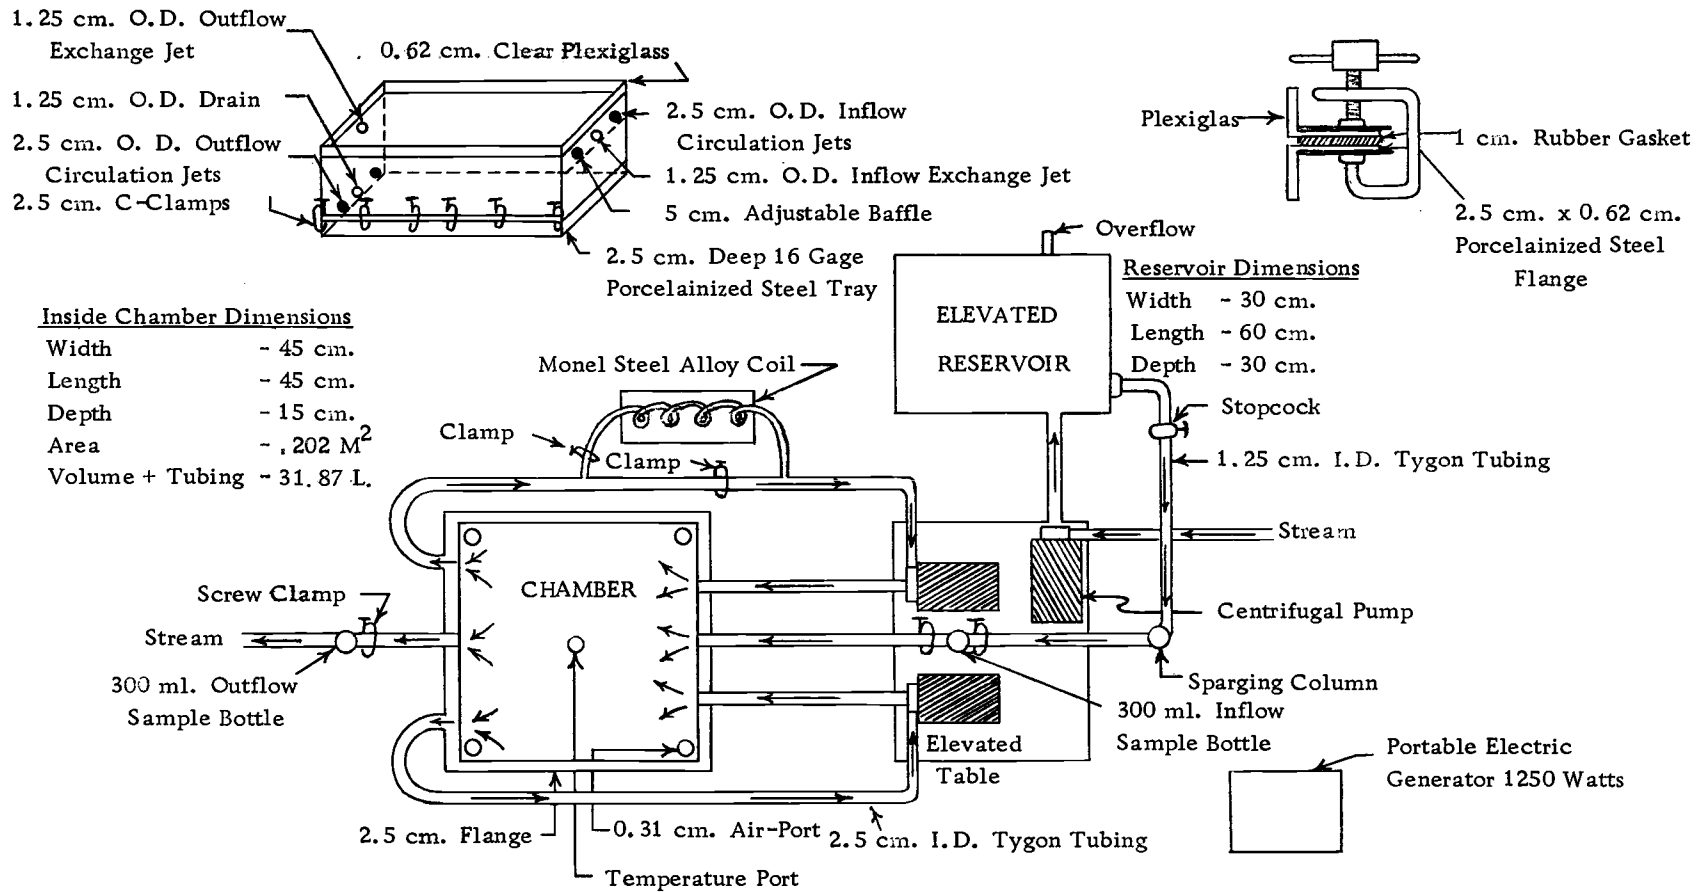 1.25 cm. O.D. Outflow
Exchange Jet
0.62 cm. Clear Plexiglass
1.25 cm. O.D. Drain
2.5 cm. O. D. Outflow
Circulation Jets
2.5 cm. C-Clamps
2.5 cm. O.D. Inflow
Circulation Jets
1.25 cm. O.D. Inflow Exchange Jet
5 cm. Adjustable Baffle
2.5 cm. Deep 16 Gage
Porcelainized Steel Tray
Plexiglas
1 cm. Rubber Gasket
2.5 cm. x 0.62 cm.
Porcelainized Steel
Flange
Inside Chamber Dimensions
Width - 45 cm.
Length - 45 cm.
Depth - 15 cm.
Area - .202 M2
Volume + Tubing - 31.87 L.
Overflow
ELEVATED
RESERVOIR
Reservoir Dimensions
Width - 30 cm.
Length - 60 cm.
Depth - 30 cm.
Stopcock
1.25 cm. I.D. Tygon Tubing
Monel Steel Alloy Coil
Clamp
Clamp
Stream
Centrifugal Pump
CHAMBER
Screw Clamp
Stream
300 ml. Outflow
Sample Bottle
Sparging Column
300 ml. Inflow
Sample Bottle
Elevated
Table
Portable Electric
Generator 1250 Watts
2.5 cm. Flange
0.31 cm. Air-Port
2.5 cm. I.D. Tygon Tubing
Temperature Port